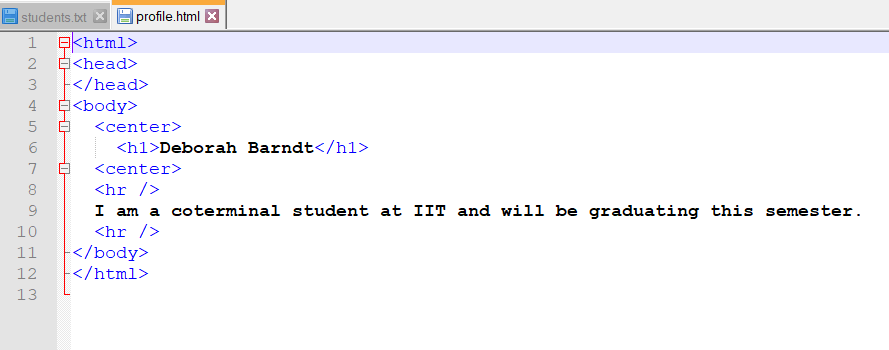 students.txt profile.html
1 <html>
2 <head>
3 </head>
4 <body>
5 <center>
6 <h1>Deborah Barndt</h1>
7 <center>
8 <hr />
9 I am a coterminal student at IIT and will be graduating this semester.
10 <hr />
11 </body>
12 </html>
13